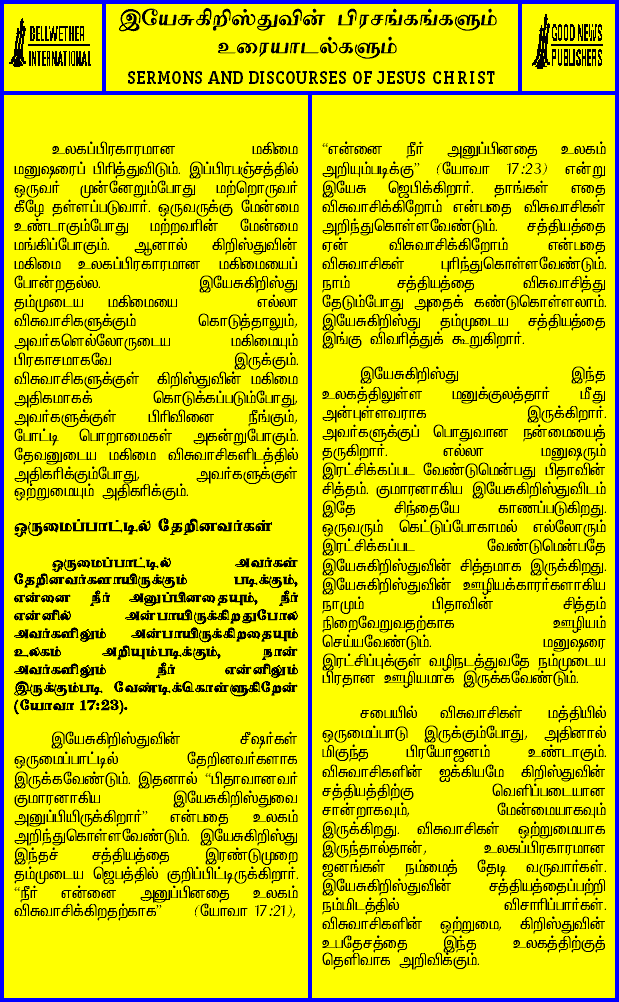 BELLWETHER
INTERNATIONAL
இயேசுகிறிஸ்துவின் பிரசங்கங்களும்
உரையாடல்களும்
SERMONS AND DISCOURSES OF JESUS CHRIST
GOOD NEWS
PUBLISHERS
உலகப்பிரகாரமான மகிமை
மனுஷரைப் பிரித்துவிடும். இப்பிரபஞ்சத்தில்
ஒருவர் முன்னேறும்போது மற்றொருவர்
கீழே தள்ளப்படுவார். ஒருவருக்கு மேன்மை
உண்டாகும்போது மற்றவரின் மேன்மை
மங்கிப்போகும். ஆனால் கிறிஸ்துவின்
மகிமை உலகப்பிரகாரமான மகிமையைப்
போன்றதல்ல. இயேசுகிறிஸ்து
தம்முடைய மகிமையை எல்லா
விசுவாசிகளுக்கும் கொடுத்தாலும்,
அவர்களெல்லோருடைய மகிமையும்
பிரகாசமாகவே இருக்கும்.
விசுவாசிகளுக்குள் கிறிஸ்துவின் மகிமை
அதிகமாகக் கொடுக்கப்படும்போது,
அவர்களுக்குள் பிரிவினை நீங்கும்,
போட்டி பொறாமைகள் அகன்றுபோகும்.
தேவனுடைய மகிமை விசுவாசிகளிடத்தில்
அதிகரிக்கும்போது, அவர்களுக்குள்
ஒற்றுமையும் அதிகரிக்கும்.
ஒருமைப்பாட்டில் தேறினவர்கள்
ஒருமைப்பாட்டில் அவர்கள்
தேறினவர்களாயிருக்கும் படிக்கும்,
என்னை நீர் அனுப்பினதையும், நீர்
என்னில் அன்பாயிருக்கிறதுபோல
அவர்களிலும் அன்பாயிருக்கிறதையும்
உலகம் அறியும்படிக்கும், நான்
அவர்களிலும் நீர் என்னிலும்
இருக்கும்படி வேண்டிக்கொள்ளுகிறேன்
(யோவா 17:23).
இயேசுகிறிஸ்துவின் சீஷர்கள்
ஒருமைப்பாட்டில் தேறினவர்களாக
இருக்கவேண்டும். இதனால் “பிதாவானவர்
குமாரனாகிய இயேசுகிறிஸ்துவை
அனுப்பியிருக்கிறார்” என்பதை உலகம்
அறிந்துகொள்ளவேண்டும். இயேசுகிறிஸ்து
இந்தச் சத்தியத்தை இரண்டுமுறை
தம்முடைய ஜெபத்தில் குறிப்பிட்டிருக்கிறார்.
“நீர் என்னை அனுப்பினதை உலகம்
விசுவாசிக்கிறதற்காக” (யோவா 17:21),
“என்னை நீர் அனுப்பினதை உலகம்
அறியும்படிக்கு” (யோவா 17:23) என்று
இயேசு ஜெபிக்கிறார். தாங்கள் எதை
விசுவாசிக்கிறோம் என்பதை விசுவாசிகள்
அறிந்துகொள்ளவேண்டும். சத்தியத்தை
ஏன் விசுவாசிக்கிறோம் என்பதை
விசுவாசிகள் புரிந்துகொள்ளவேண்டும்.
நாம் சத்தியத்தை விசுவாசித்து
தேடும்போது அதைக் கண்டுகொள்ளலாம்.
இயேசுகிறிஸ்து தம்முடைய சத்தியத்தை
இங்கு விவரித்துக் கூறுகிறார்.
இயேசுகிறிஸ்து இந்த
உலகத்திலுள்ள மனுக்குலத்தார் மீது
அன்புள்ளவராக இருக்கிறார்.
அவர்களுக்குப் பொதுவான நன்மையைத்
தருகிறார். எல்லா மனுஷரும்
இரட்சிக்கப்பட வேண்டுமென்பது பிதாவின்
சித்தம். குமாரனாகிய இயேசுகிறிஸ்துவிடம்
இதே சிந்தையே காணப்படுகிறது.
ஒருவரும் கெட்டுப்போகாமல் எல்லோரும்
இரட்சிக்கப்பட வேண்டுமென்பதே
இயேசுகிறிஸ்துவின் சித்தமாக இருக்கிறது.
இயேசுகிறிஸ்துவின் ஊழியக்காரர்களாகிய
நாமும் பிதாவின் சித்தம்
நிறைவேறுவதற்காக ஊழியம்
செய்யவேண்டும். மனுஷரை
இரட்சிப்புக்குள் வழிநடத்துவதே நம்முடைய
பிரதான ஊழியமாக இருக்கவேண்டும்.
சபையில் விசுவாசிகள் மத்தியில்
ஒருமைப்பாடு இருக்கும்போது, அதினால்
மிகுந்த பிரயோஜனம் உண்டாகும்.
விசுவாசிகளின் ஐக்கியமே கிறிஸ்துவின்
சத்தியத்திற்கு வெளிப்படையான
சான்றாகவும், மேன்மையாகவும்
இருக்கிறது. விசுவாசிகள் ஒற்றுமையாக
இருந்தால்தான், உலகப்பிரகாரமான
ஜனங்கள் நம்மைத் தேடி வருவார்கள்.
இயேசுகிறிஸ்துவின் சத்தியத்தைப்பற்றி
நம்மிடத்தில் விசாரிப்பார்கள்.
விசுவாசிகளின் ஒற்றுமை, கிறிஸ்துவின்
உபதேசத்தை இந்த உலகத்திற்குத்
தெளிவாக அறிவிக்கும்.